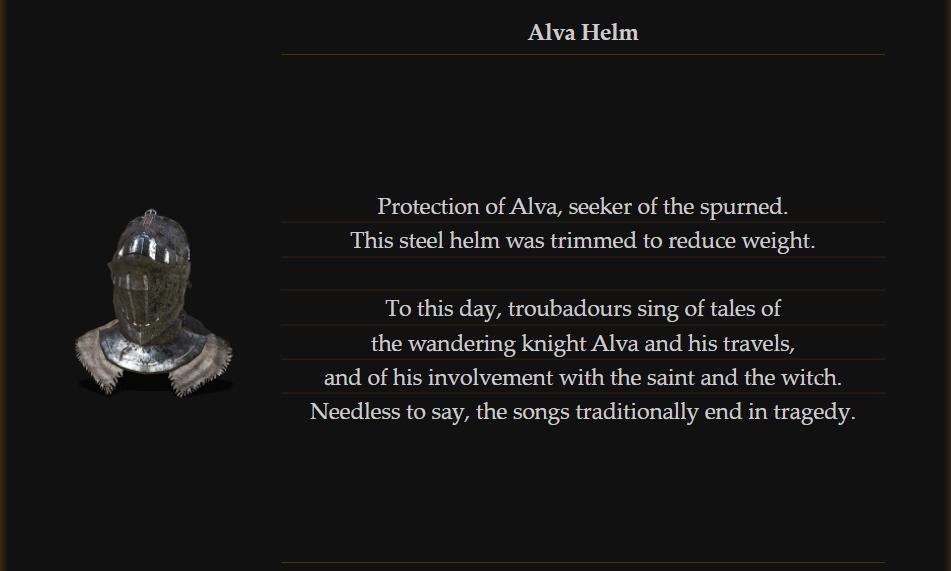 Alva Helm
Protection of Alva, seeker of the spurned.
This steel helm was trimmed to reduce weight.
To this day, troubadours sing of tales of
the wandering knight Alva and his travels,
and of his involvement with the saint and the witch.
Needless to say, the songs traditionally end in tragedy.